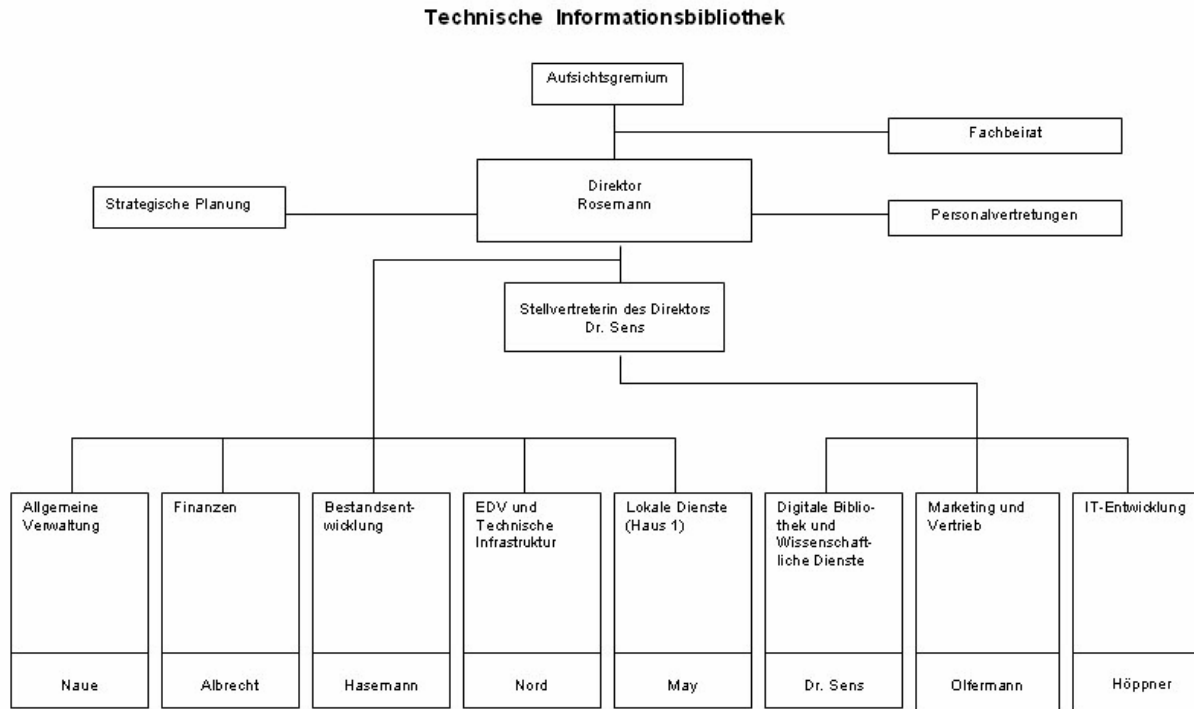 Technische Informationsbibliothek
Aufsichtsgremium
Fachbeirat
Direktor
Rosemann
Strategische Planung
Personalvertretungen
Stellvertreterin des Direktors
Dr. Sens
Allgemeine
Verwaltung
Naue
Finanzen
Albrecht
Bestandsent-
wicklung
Hasemann
EDV und
Technische
Infrastruktur
Nord
Lokale Dienste
(Haus 1)
May
Digitale Biblio-
thek und
Wissenschaft-
liche Dienste
Dr. Sens
Marketing und
Vertrieb
Olfermann
IT-Entwicklung
Höppner